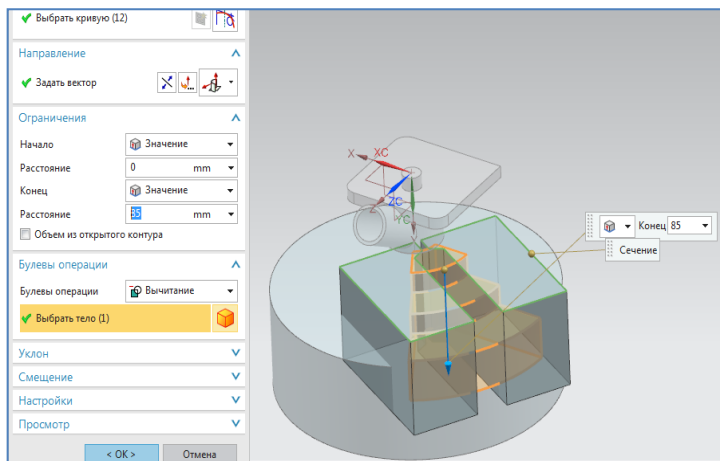 Выбрать кривую (12)
Направление
Задать вектор
Ограничения
Начало
Значение
Расстояние
0 mm
Конец
Значение
Расстояние
85 mm
Объем из открытого контура
Булевы операции
Булевы операции
Вычитание
Выбрать тело (1)
Уклон
Смещение
Настройки
Просмотр
< ОК >
Отмена
X
XC
ZC
YC
Конец 85
Сечение